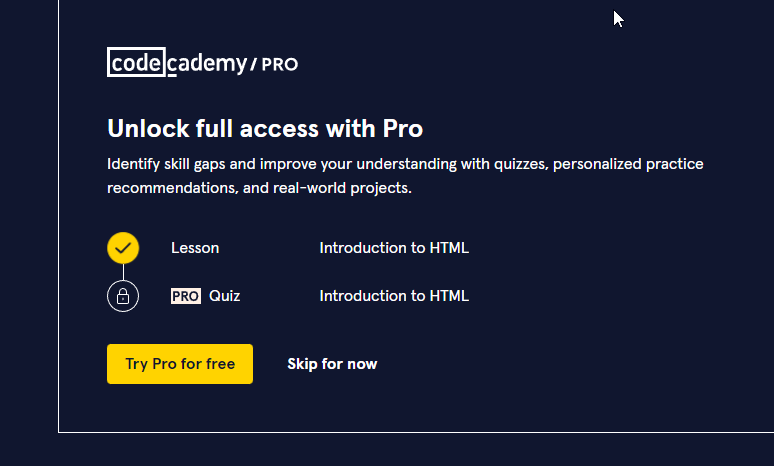 codecademy/PRO
Unlock full access with Pro
Identify skill gaps and improve your understanding with quizzes, personalized practice
recommendations, and real-world projects.
Lesson Introduction to HTML
PRO Quiz Introduction to HTML
Try Pro for free Skip for now